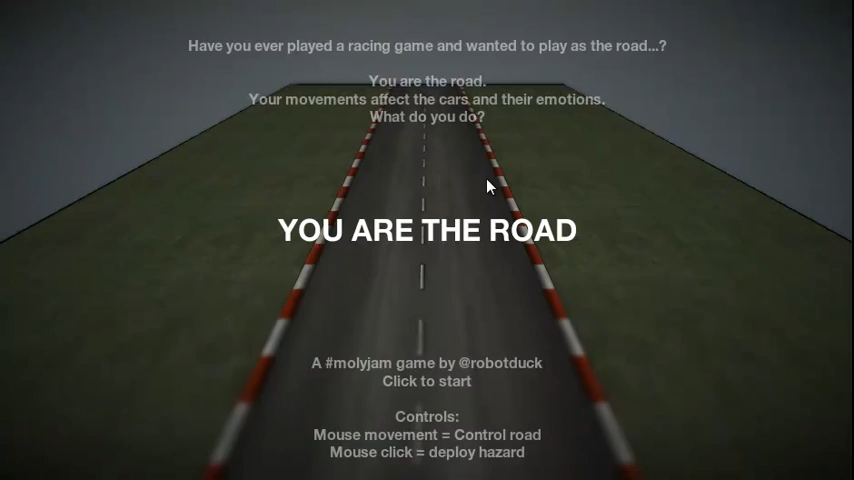 Have you ever played a racing game and wanted to play as the road...?
You are the road.
Your movements affect the cars and their emotions.
What do you do?
YOU ARE THE ROAD
A #molyjam game by @robotduck
Click to start
Controls:
Mouse movement = Control road
Mouse click = deploy hazard